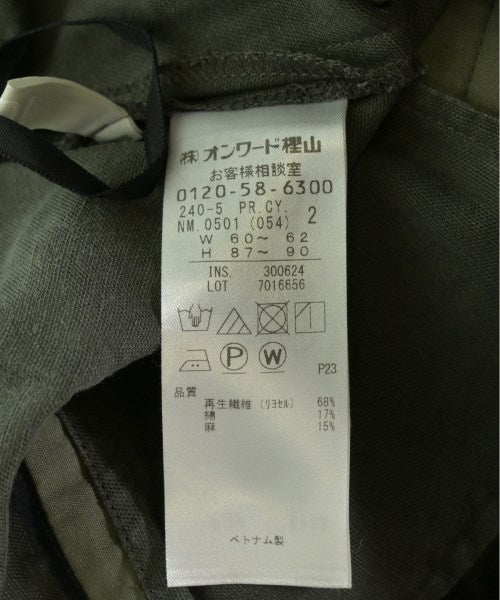 (株)オンワード樫山
お客様相談室
0120-58-6300
240-5 PR.CY.
NM.0501 (054) 2
W 60～ 62
H 87～ 90
INS. 300624
LOT 7016656
P W
P23
品質
再生繊維 (リヨセル) 68%
綿 17%
麻 15%
ベトナム製